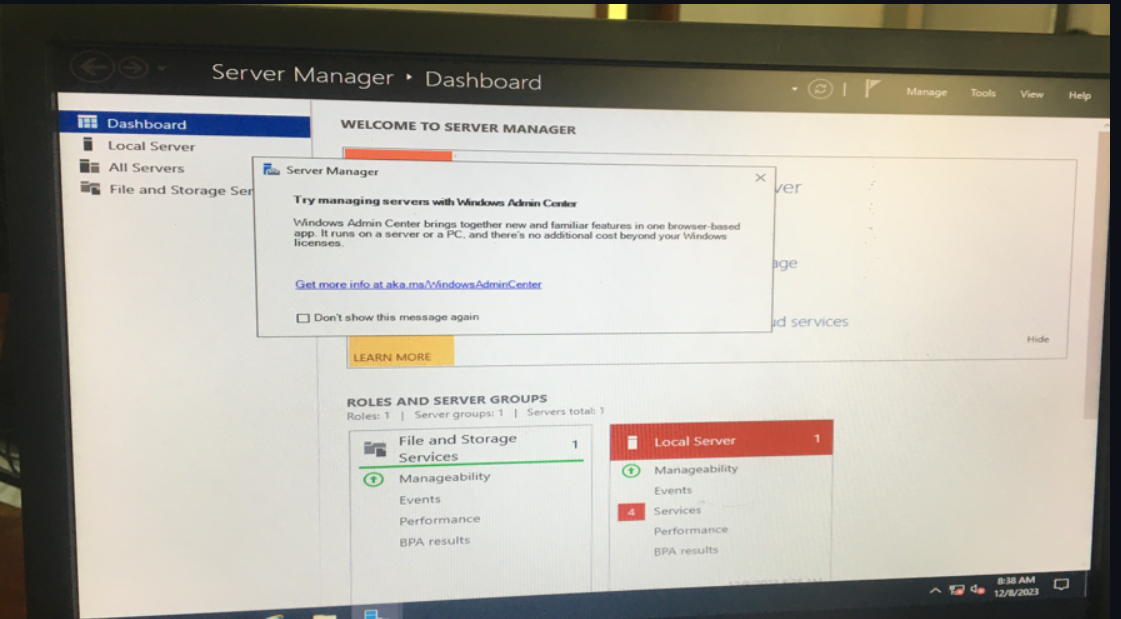 Server Manager ‣ Dashboard
Manage Tools View Help
Dashboard
Local Server
All Servers
File and Storage Ser
WELCOME TO SERVER MANAGER
Server Manager
Try managing servers with Windows Admin Center
Windows Admin Center brings together new and familiar features in one browser-based
app. It runs on a server or a PC, and there's no additional cost beyond your Windows
licenses.
Get more info at aka.ms/WindowsAdminCenter
Don't show this message again
ver
age
ud services
Hide
LEARN MORE
ROLES AND SERVER GROUPS
Roles: 1 | Server groups: 1 | Servers total: 1
File and Storage
Services
1
Manageability
Events
Performance
BPA results
Local Server 1
Manageability
Events
4 Services
Performance
BPA results
8:38 AM
12/8/2023